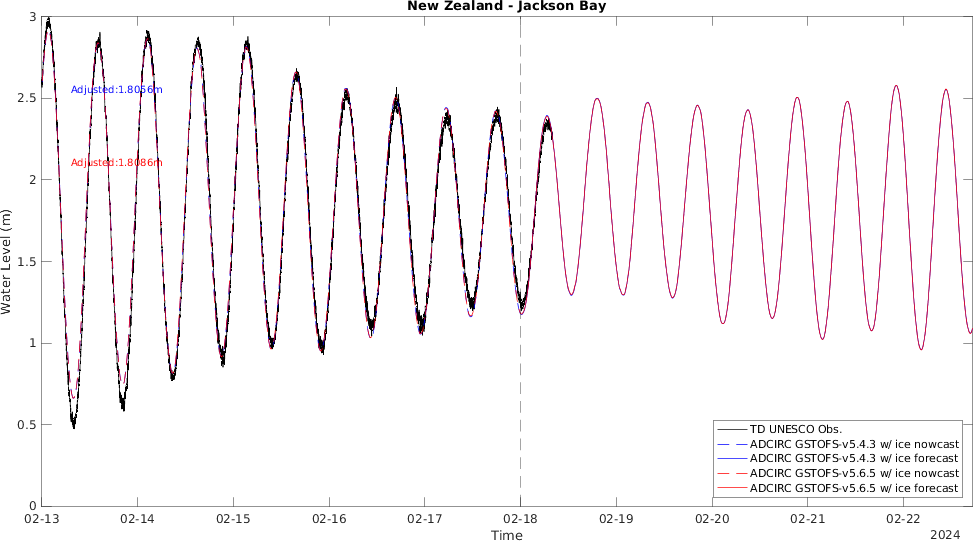 New Zealand - Jackson Bay
3
2.5
2
1.5
1
0.5
0
Water Level (m)
Adjusted:1.8056m
Adjusted:1.8086m
TD UNESCO Obs.
ADCIRC GSTOFS-v5.4.3 w/ ice nowcast
ADCIRC GSTOFS-v5.4.3 w/ ice forecast
ADCIRC GSTOFS-v5.6.5 w/ ice nowcast
ADCIRC GSTOFS-v5.6.5 w/ ice forecast
02-13 02-14 02-15 02-16 02-17 02-18 02-19 02-20 02-21 02-22
Time
2024